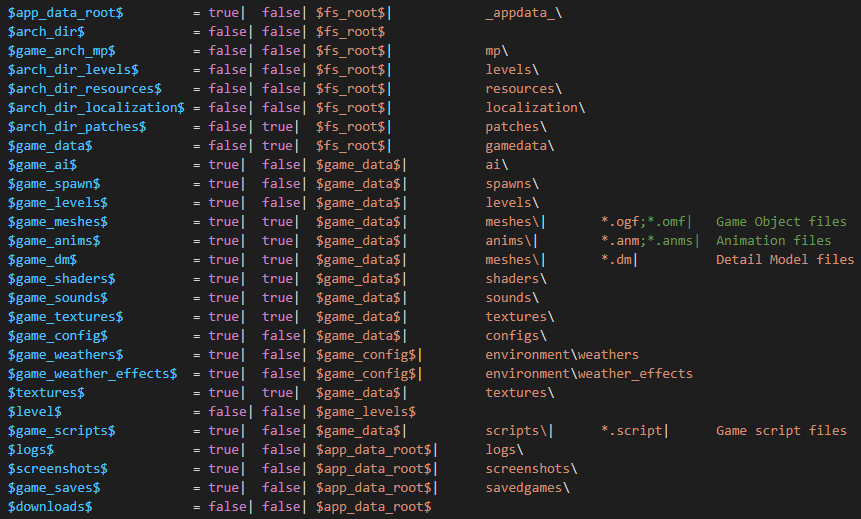 $app_data_root$         = true|  false| $fs_root$|            _appdata_\
$arch_dir$              = false| false| $fs_root$
$game_arch_mp$          = false| false| $fs_root$|            mp\
$arch_dir_levels$       = false| false| $fs_root$|            levels\
$arch_dir_resources$    = false| false| $fs_root$|            resources\
$arch_dir_localization$ = false| false| $fs_root$|            localization\
$arch_dir_patches$      = false| true|  $fs_root$|            patches\
$game_data$             = false| true|  $fs_root$|            gamedata\
$game_ai$               = true|  false| $game_data$|          ai\
$game_spawn$            = true|  false| $game_data$|          spawns\
$game_levels$           = true|  false| $game_data$|          levels\
$game_meshes$           = true|  true|  $game_data$|          meshes\|       *.ogf;*.omf|   Game Object files
$game_anims$            = true|  true|  $game_data$|          anims\|        *.anm;*.anms|  Animation files
$game_dm$               = true|  true|  $game_data$|          meshes\|       *.dm|          Detail Model files
$game_shaders$          = true|  true|  $game_data$|          shaders\
$game_sounds$           = true|  true|  $game_data$|          sounds\
$game_textures$         = true|  true|  $game_data$|          textures\
$game_config$           = true|  false| $game_data$|          configs\
$game_weathers$         = true|  false| $game_config$|        environment\weathers
$game_weather_effects$  = true|  false| $game_config$|        environment\weather_effects
$textures$              = true|  true|  $game_data$|          textures\
$level$                 = false| false| $game_levels$
$game_scripts$          = true|  false| $game_data$|          scripts\|      *.script|      Game script files
$logs$                  = true|  false| $app_data_root$|      logs\
$screenshots$           = true|  false| $app_data_root$|      screenshots\
$game_saves$            = true|  false| $app_data_root$|      savedgames\
$downloads$             = false| false| $app_data_root$